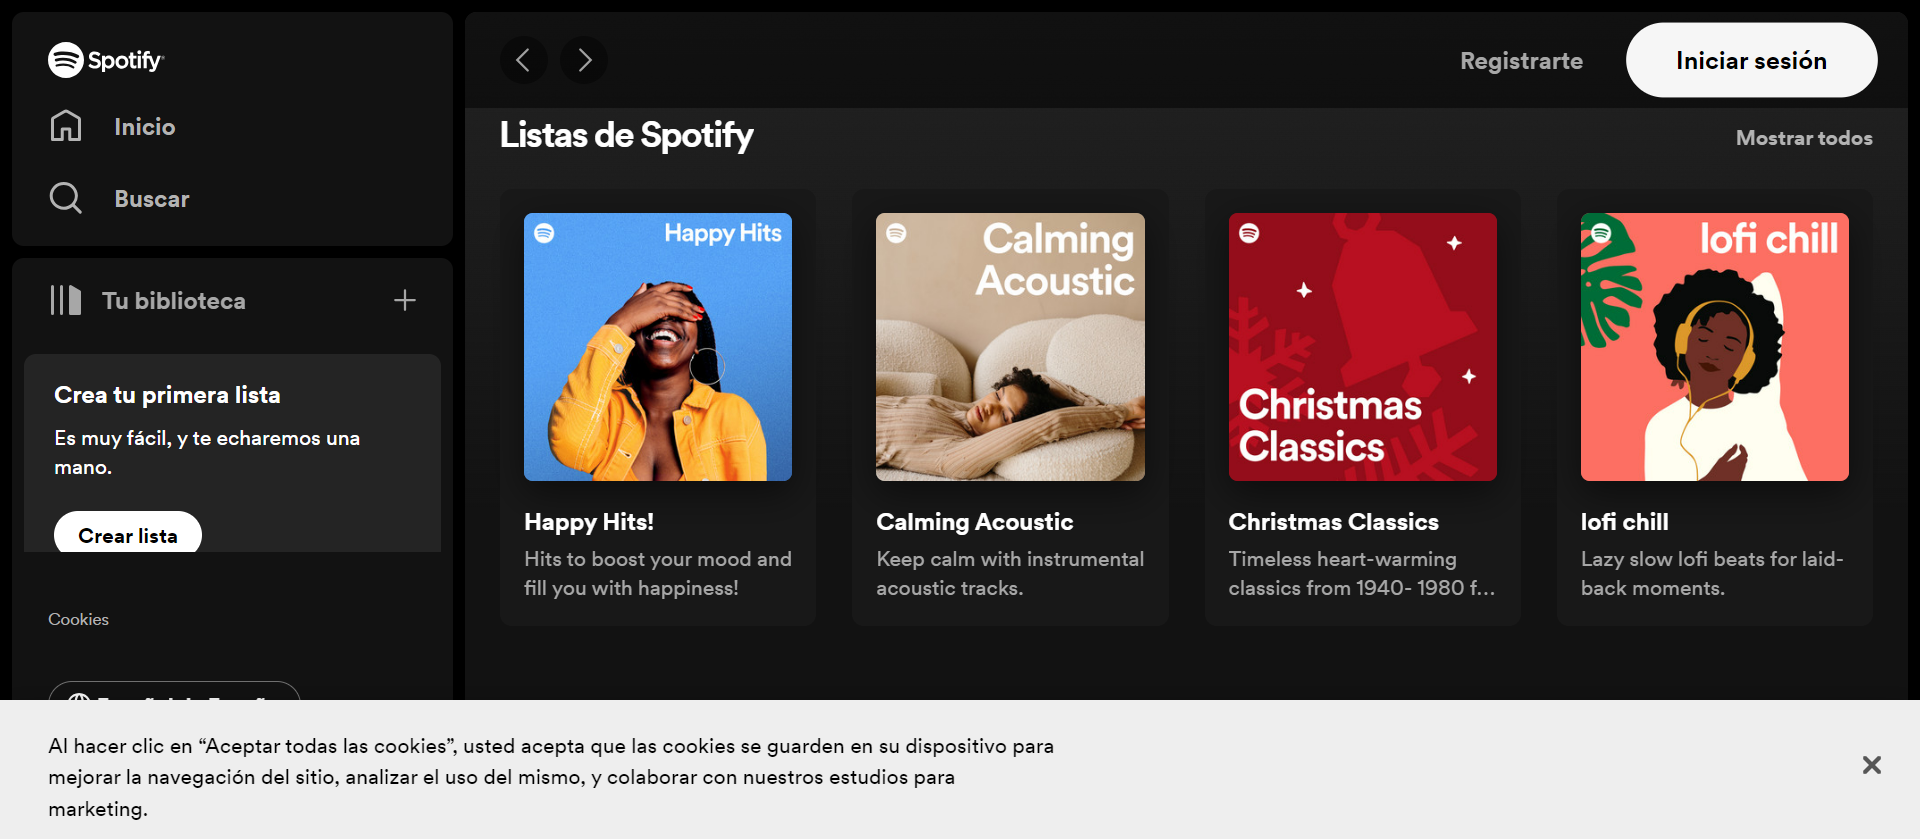 Spotify
Inicio
Buscar
Tu biblioteca
Crea tu primera lista
Es muy fácil, y te echaremos una
mano.
Crear lista
Cookies
Registrarte
Iniciar sesión
Listas de Spotify
Mostrar todos
Happy Hits
Happy Hits!
Hits to boost your mood and
fill you with happiness!
Calming
Acoustic
Calming Acoustic
Keep calm with instrumental
acoustic tracks.
Christmas
Classics
Christmas Classics
Timeless heart-warming
classics from 1940- 1980 f...
lofi chill
lofi chill
Lazy slow lofi beats for laid-
back moments.
Al hacer clic en “Aceptar todas las cookies”, usted acepta que las cookies se guarden en su dispositivo para
mejorar la navegación del sitio, analizar el uso del mismo, y colaborar con nuestros estudios para
marketing.